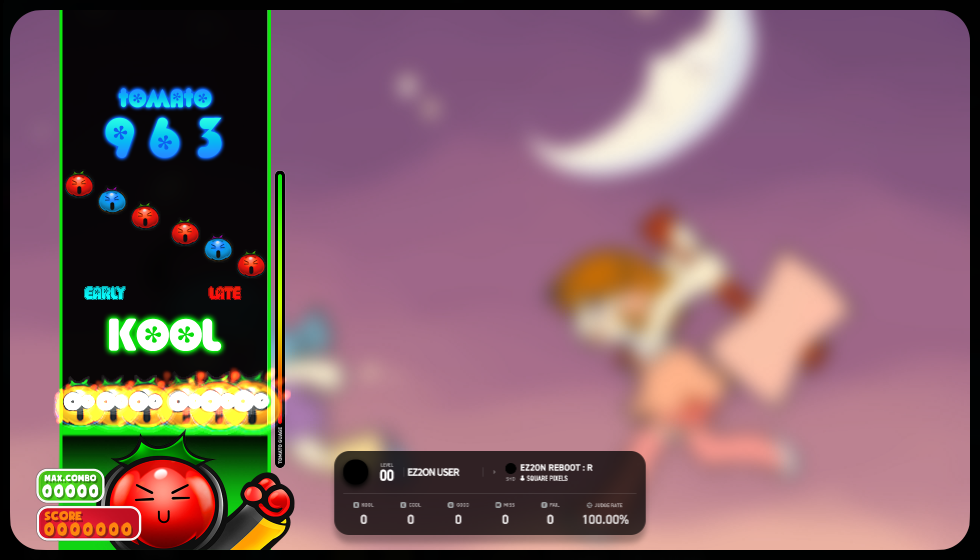 TOMATO
963
EARLY LATE
KOOL
TOMATO GUAGE
MAX.COMBO
00000
SCORE
0000000
LEVEL
00
EZ2ON USER
EZ2ON REBOOT : R
SQUARE PIXELS
KOOL COOL GOOD MISS FAIL JUDGE RATE
0 0 0 0 0 100.00%